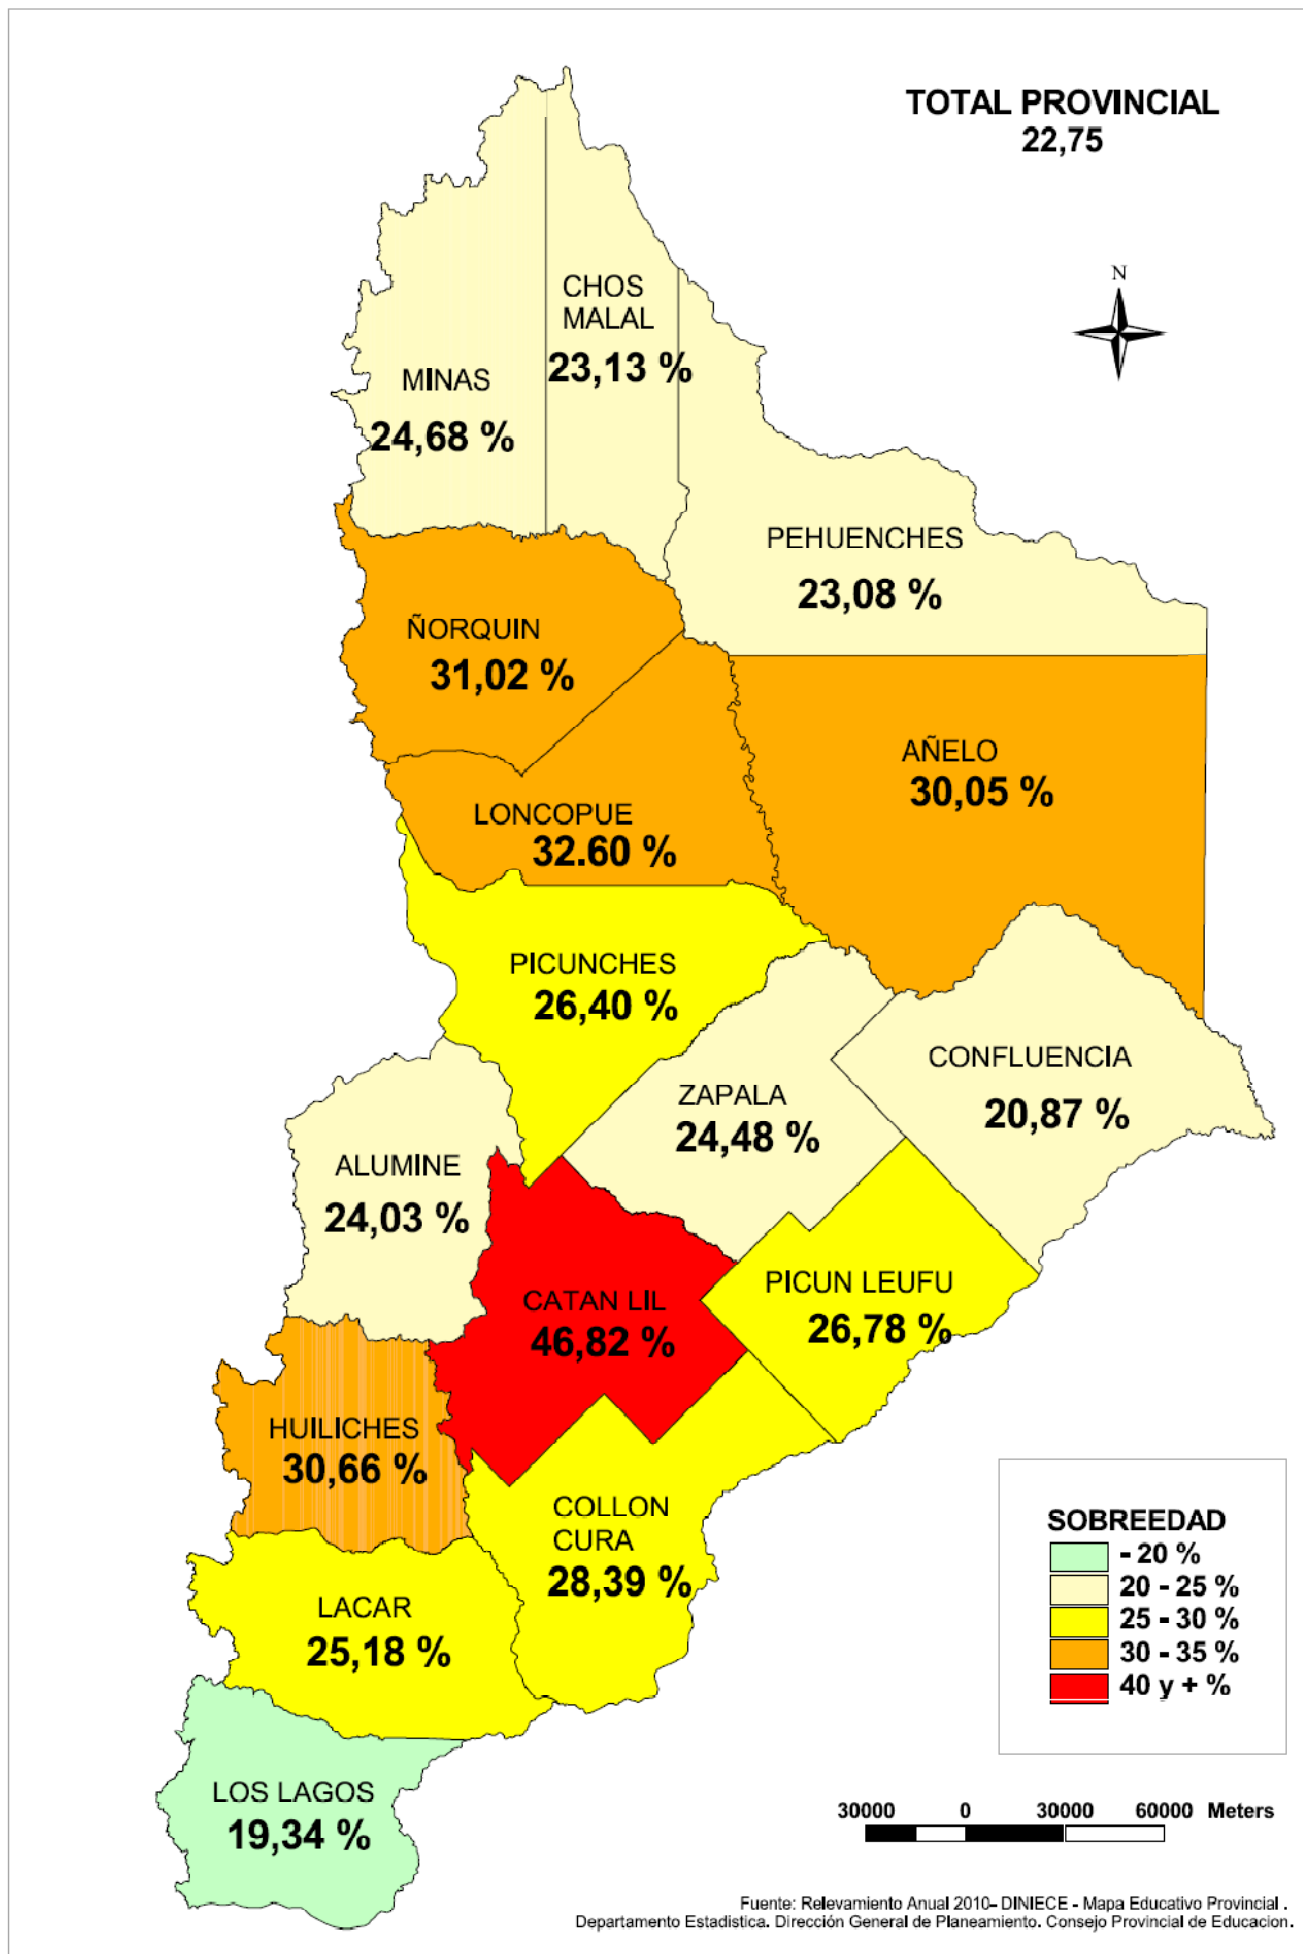 TOTAL PROVINCIAL
22,75
N
CHOS
MALAL
23,13 %
MINAS
24,68 %
PEHUENCHES
23,08 %
ÑORQUIN
31,02 %
AÑELO
30,05 %
LONCOPUE
32.60 %
PICUNCHES
26,40 %
CONFLUENCIA
20,87 %
ZAPALA
24,48 %
ALUMINE
24,03 %
PICUN LEUFU
26,78 %
CATAN LIL
46,82 %
HUILICHES
30,66 %
COLLON
CURA
28,39 %
LACAR
25,18 %
LOS LAGOS
19,34 %
SOBREEDAD
- 20 %
20 - 25 %
25 - 30 %
30 - 35 %
40 y + %
30000 0 30000 60000 Meters
Fuente: Relevamiento Anual 2010- DINIECE - Mapa Educativo Provincial .
Departamento Estadistica. Dirección General de Planeamiento. Consejo Provincial de Educacion.